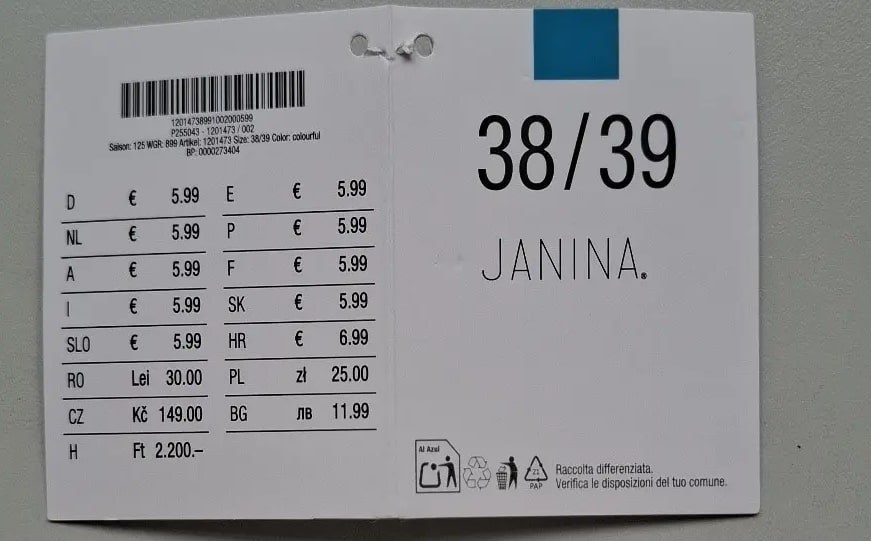 12014738991002000599
P255043 - 1201473 / 002
Saison: 125 WGR: 899 Artikel: 1201473 Size: 38/39 Color: colourful
BP: 0000273404
D € 5.99 E € 5.99
NL € 5.99 P € 5.99
A € 5.99 F € 5.99
I € 5.99 SK € 5.99
SLO € 5.99 HR € 6.99
RO Lei 30.00 PL zł 25.00
CZ Kč 149.00 BG лв 11.99
H Ft 2.200.–
38/39
JANINA®
Al Azul
21
PAP
Raccolta differenziata.
Verifica le disposizioni del tuo comune.